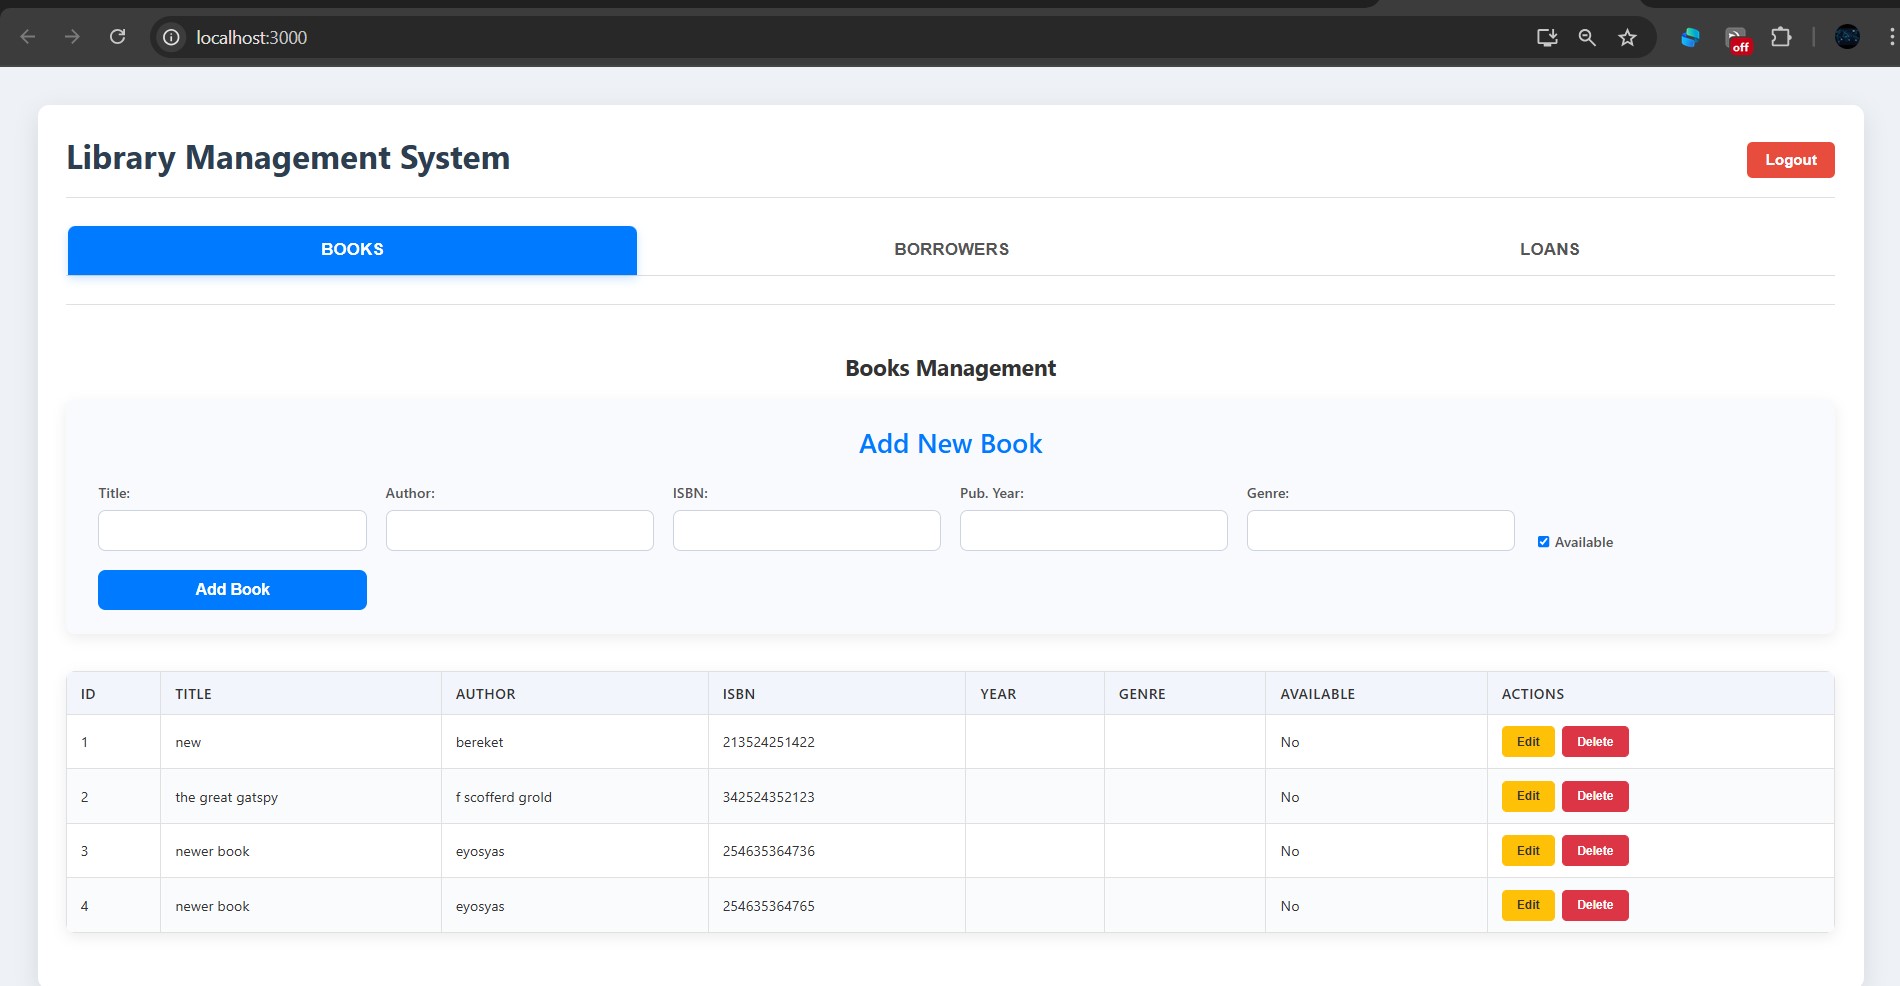 localhost:3000
off
Library Management System
Logout
BOOKS BORROWERS LOANS
Books Management
Add New Book
Title: Author: ISBN: Pub. Year: Genre:
Available
Add Book
ID TITLE AUTHOR ISBN YEAR GENRE AVAILABLE ACTIONS
1 new bereket 213524251422 No Edit Delete
2 the great gatspy f scofferd grold 342524352123 No Edit Delete
3 newer book eyosyas 254635364736 No Edit Delete
4 newer book eyosyas 254635364765 No Edit Delete